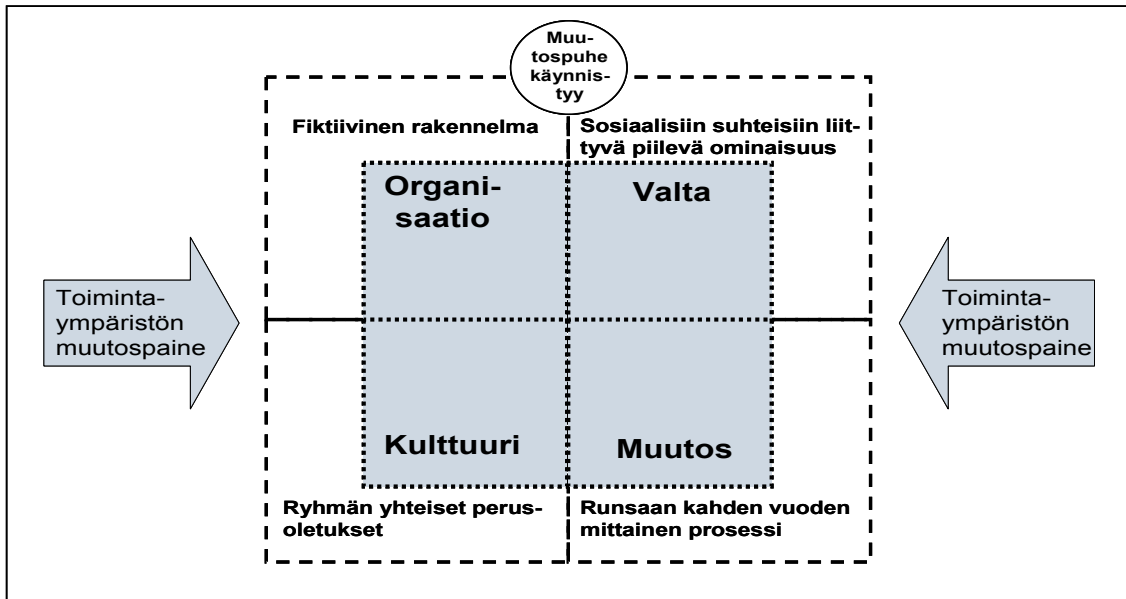 Muu-
tospuhe
käynnis-
tyy
Fiktiivinen rakennelma
Sosiaalisiin suhteisiin liit-
tyvä piilevä ominaisuus
Organi-
saatio
Valta
Toiminta-
ympäristön
muutospaine
Toiminta-
ympäristön
muutospaine
Kulttuuri
Muutos
Ryhmän yhteiset perus-
oletukset
Runsaan kahden vuoden
mittainen prosessi